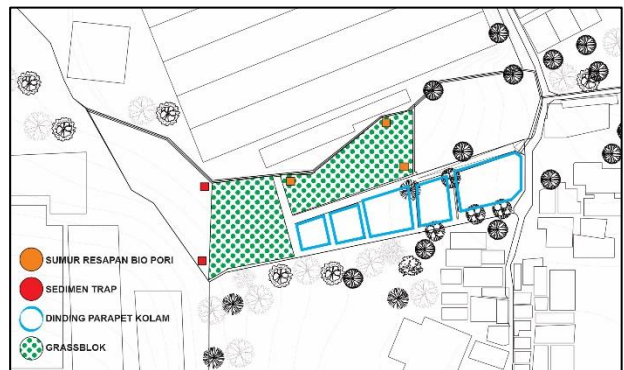 SUMUR RESAPAN BIO PORI
SEDIMEN TRAP
DINDING PARAPET KOLAM
GRASSBLOK